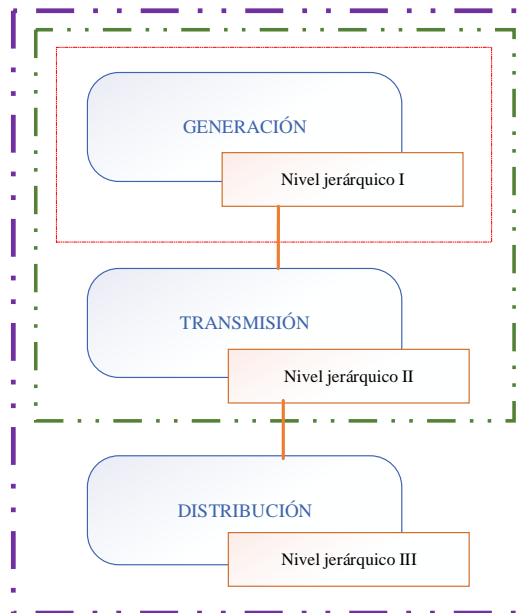 GENERACIÓN
Nivel jerárquico I
TRANSMISIÓN
Nivel jerárquico II
DISTRIBUCIÓN
Nivel jerárquico III